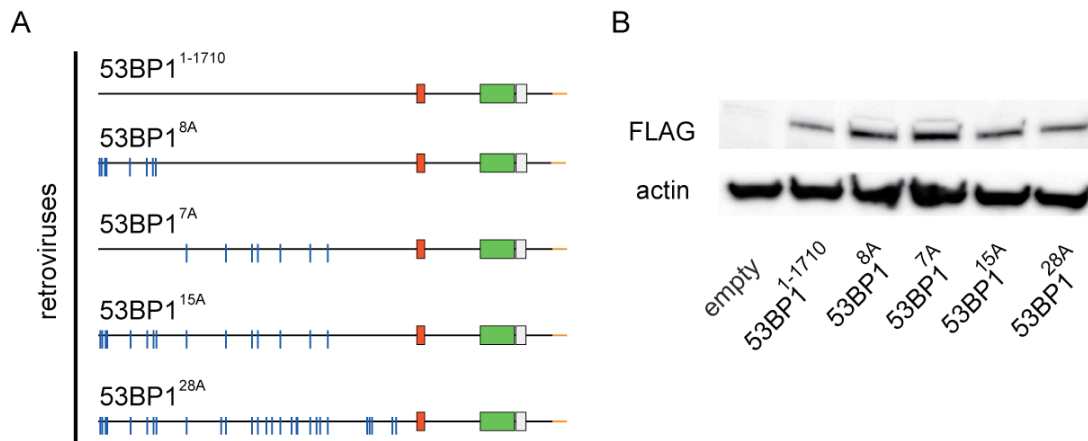 A
retroviruses
53BP1 1-1710
53BP1 8A
53BP1 7A
53BP1 15A
53BP1 28A
B
FLAG
actin
empty
53BP1 1-1710
53BP1 8A
53BP1 7A
53BP1 15A
53BP1 28A